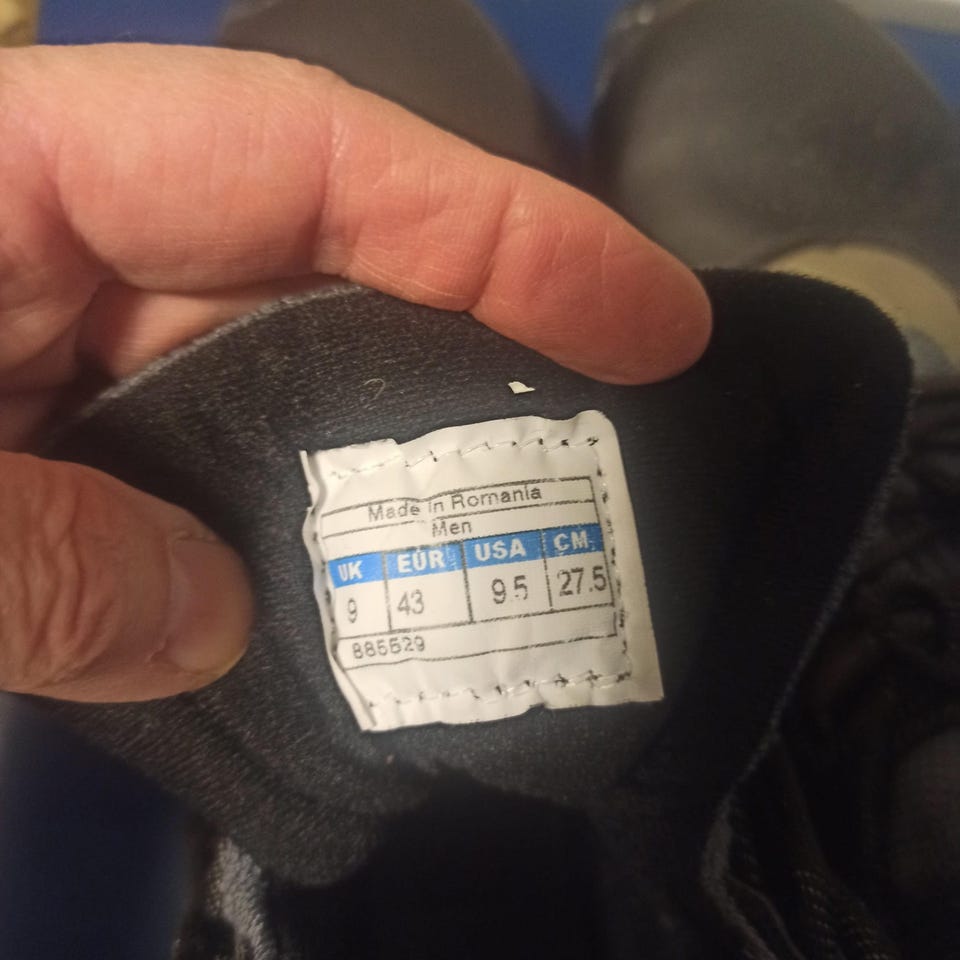 Made in Romania
Men
UK EUR USA CM
9 43 9.5 27.5
885529